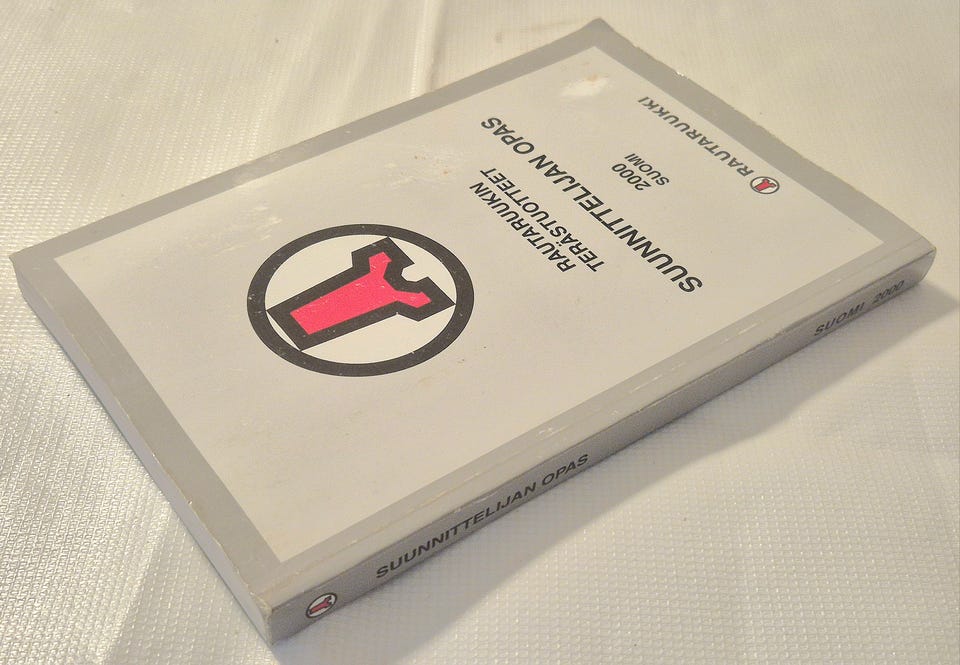 RAUTARUUKIN
TERÄSTUOTTEET
SUUNNITTELIJAN OPAS
2000
SUOMI
RAUTARUUKKI
SUUNNITTELIJAN OPAS
SUOMI 2000